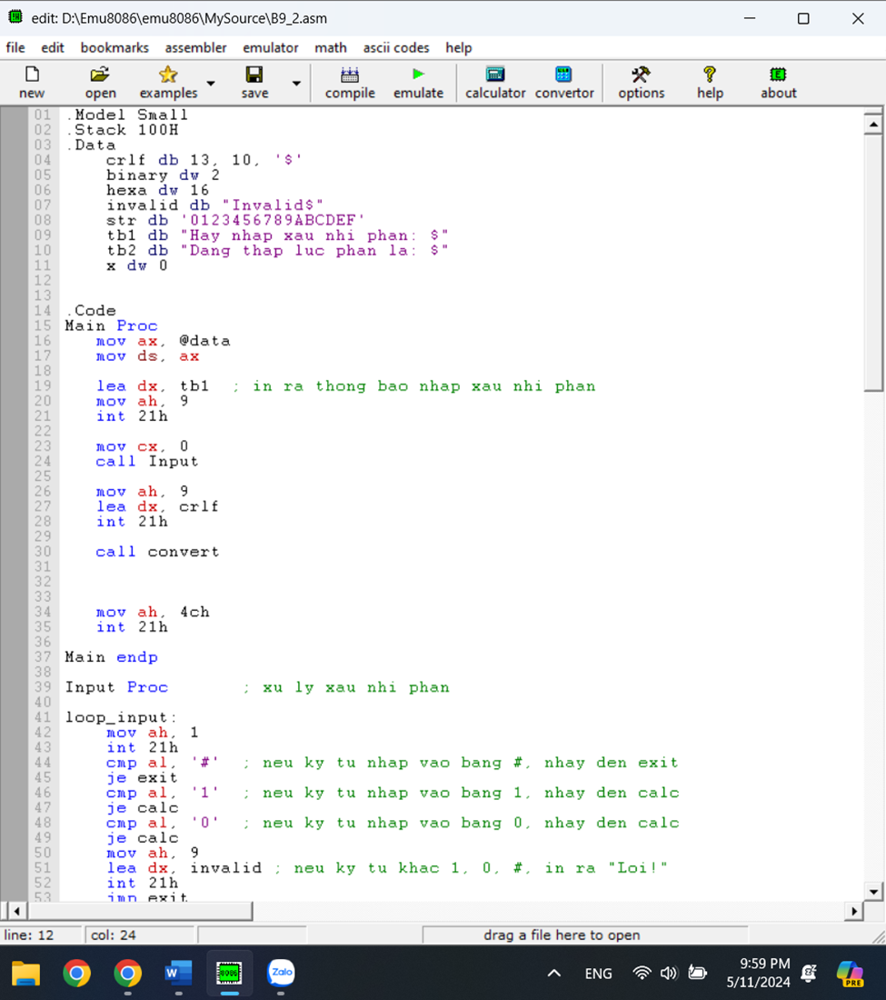 edit: D:\Emu8086\emu8086\MySource\B9_2.asm
file edit bookmarks assembler emulator math ascii codes help
new open examples save compile emulate calculator convertor options help about
01 .Model Small
02 .Stack 100H
03 .Data
04 crlf db 13, 10, '$'
05 binary dw 2
06 hexa dw 16
07 invalid db "Invalid$"
08 str db '0123456789ABCDEF'
09 tb1 db "Hay nhap xau nhi phan: $"
10 tb2 db "Dang thap luc phan la: $"
11 x dw 0
12
13
14 .Code
15 Main Proc
16 mov ax, @data
17 mov ds, ax
18
19 lea dx, tb1 ; in ra thong bao nhap xau nhi phan
20 mov ah, 9
21 int 21h
22
23 mov cx, 0
24 call Input
25
26 mov ah, 9
27 lea dx, crlf
28 int 21h
29
30 call convert
31
32
33
34 mov ah, 4ch
35 int 21h
36
37 Main endp
38
39 Input Proc ; xu ly xau nhi phan
40
41 loop_input:
42 mov ah, 1
43 int 21h
44 cmp al, '#' ; neu ky tu nhap vao bang #, nhay den exit
45 je exit
46 cmp al, '1' ; neu ky tu nhap vao bang 1, nhay den calc
47 je calc
48 cmp al, '0' ; neu ky tu nhap vao bang 0, nhay den calc
49 je calc
50 mov ah, 9
51 lea dx, invalid ; neu ky tu khac 1, 0, #, in ra "Loi!"
52 int 21h
53 jmp exit
line: 12 col: 24 drag a file here to open
W 8086 Zalo ENG 9:59 PM
5/11/2024 PRE